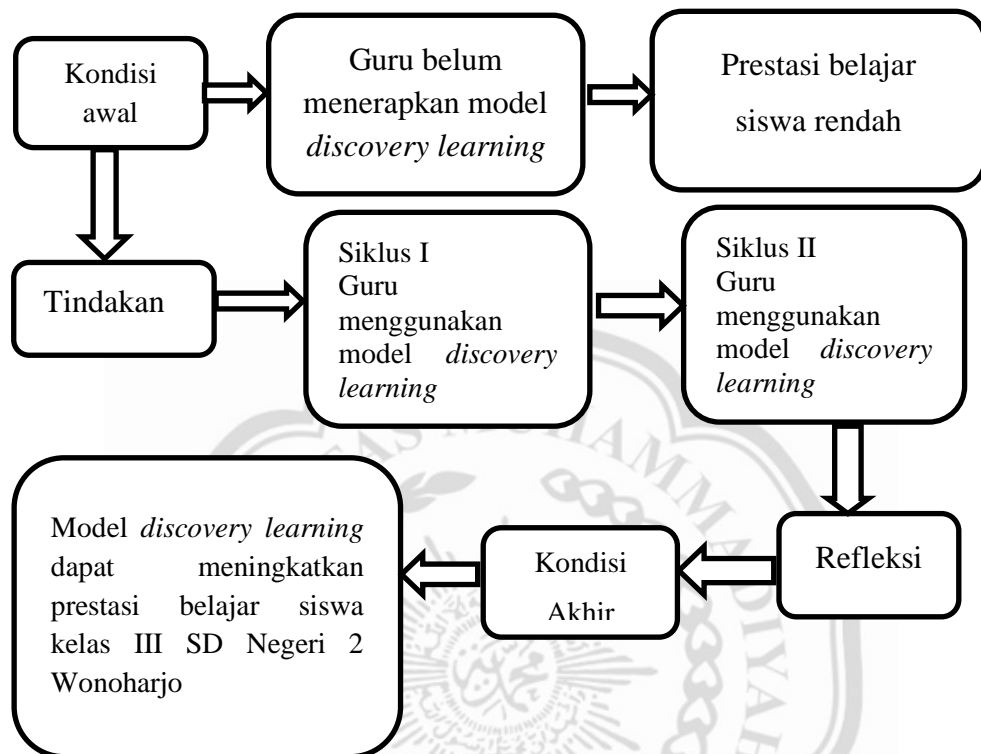 Kondisi
awal
Guru belum
menerapkan model
discovery learning
Prestasi belajar
siswa rendah
Tindakan
Siklus I
Guru
menggunakan
model discovery
learning
Siklus II
Guru
menggunakan
model discovery
learning
Refleksi
Kondisi
Akhir
Model discovery learning
dapat meningkatkan
prestasi belajar siswa
kelas III SD Negeri 2
Wonoharjo
AS MUHAMMADIYAH